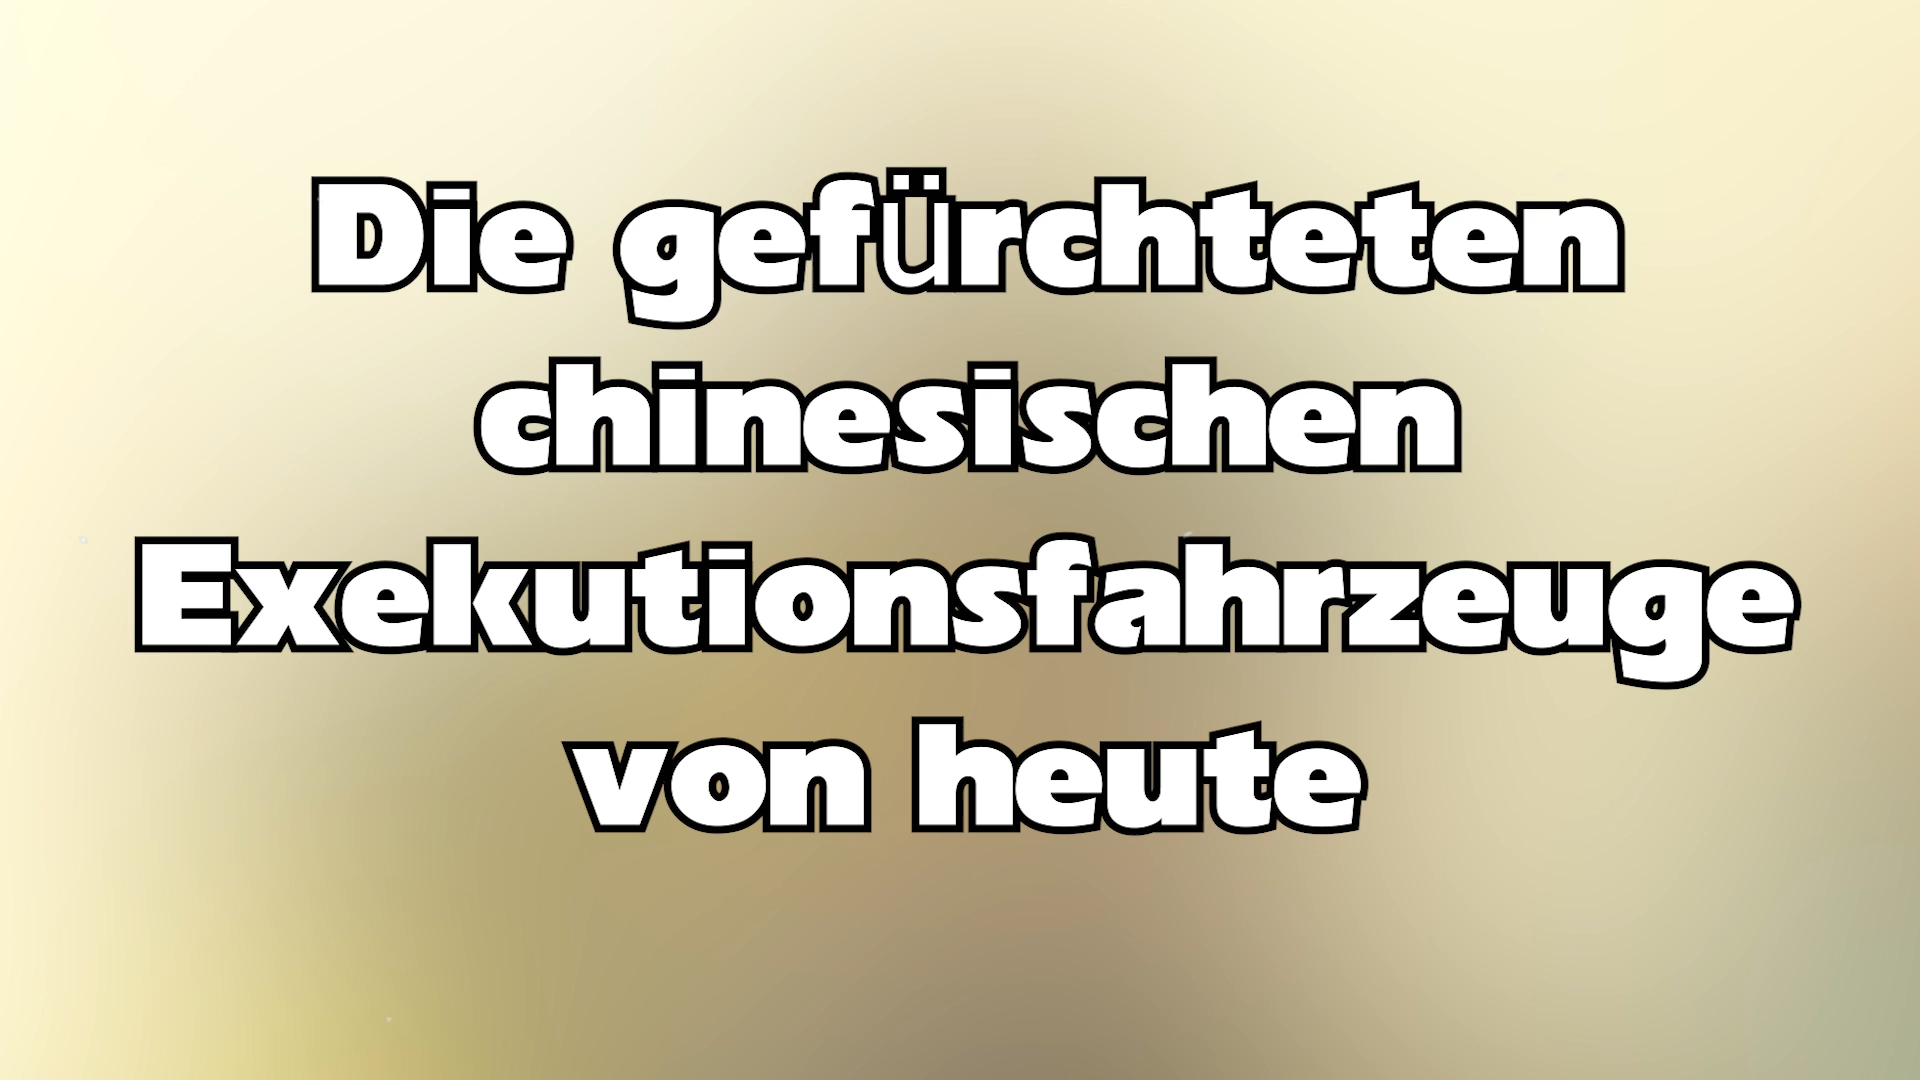 Die gefürchteten
chinesischen
Exekutionsfahrzeuge
von heute